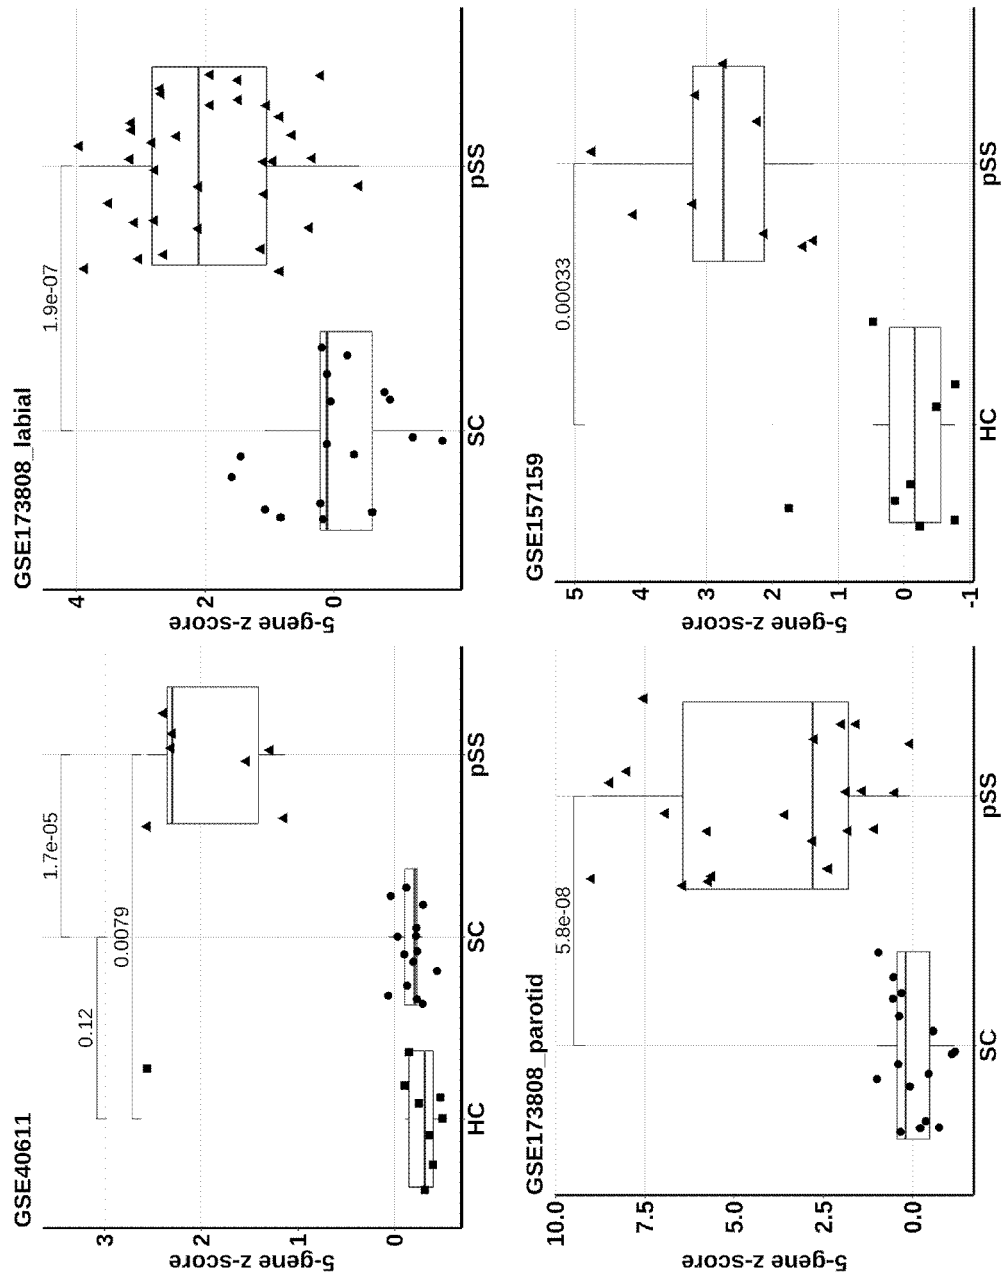 GSE40611
5-gene z-score
3
2
1
0
0.12
0.0079
1.7e-05
HC
SC
pSS
GSE173808_labial
5-gene z-score
4
2
0
1.9e-07
SC
pSS
GSE173808_parotid
5-gene z-score
10.0
7.5
5.0
2.5
0.0
5.8e-08
SC
pSS
GSE157159
5-gene z-score
5
4
3
2
1
0
-1
0.00033
HC
pSS